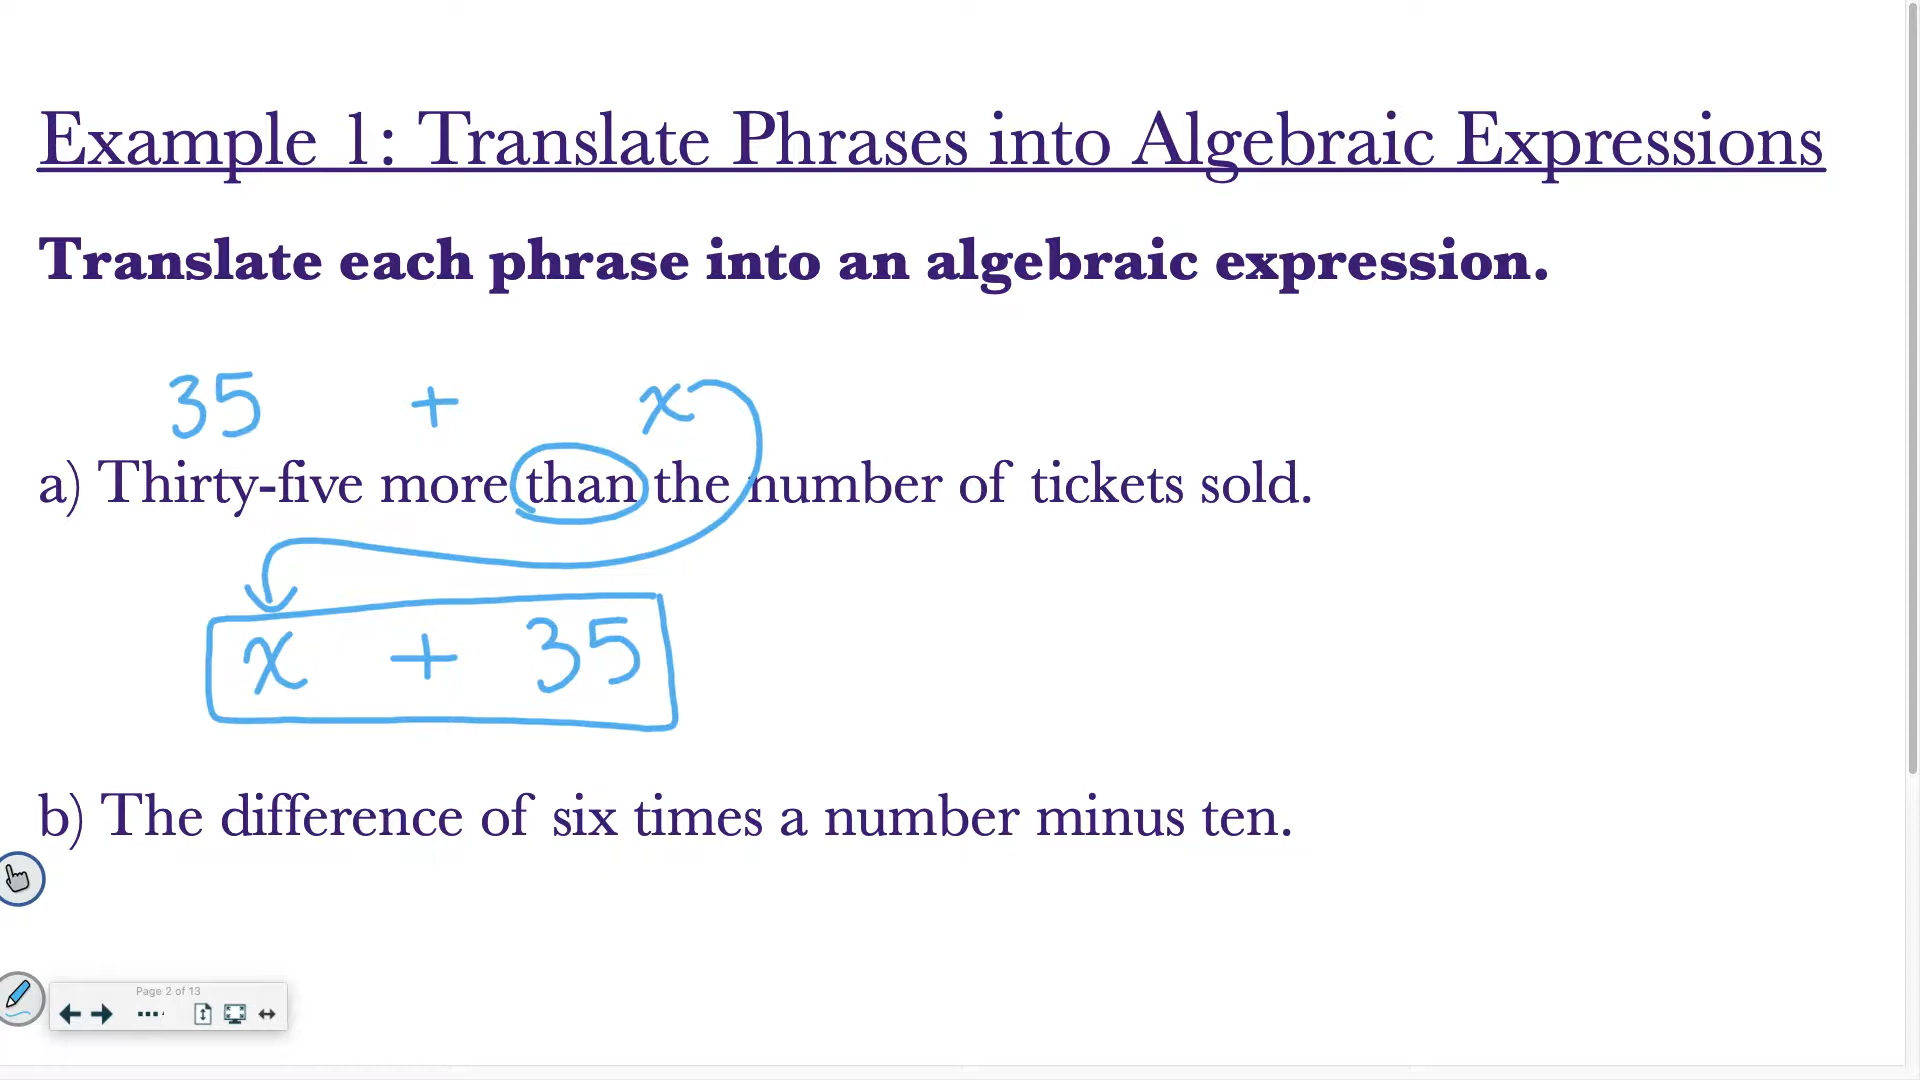 Example 1: Translate Phrases into Algebraic Expressions
Translate each phrase into an algebraic expression.
35 + x
a) Thirty-five more than the number of tickets sold.
x + 35
b) The difference of six times a number minus ten.
Page 2 of 13